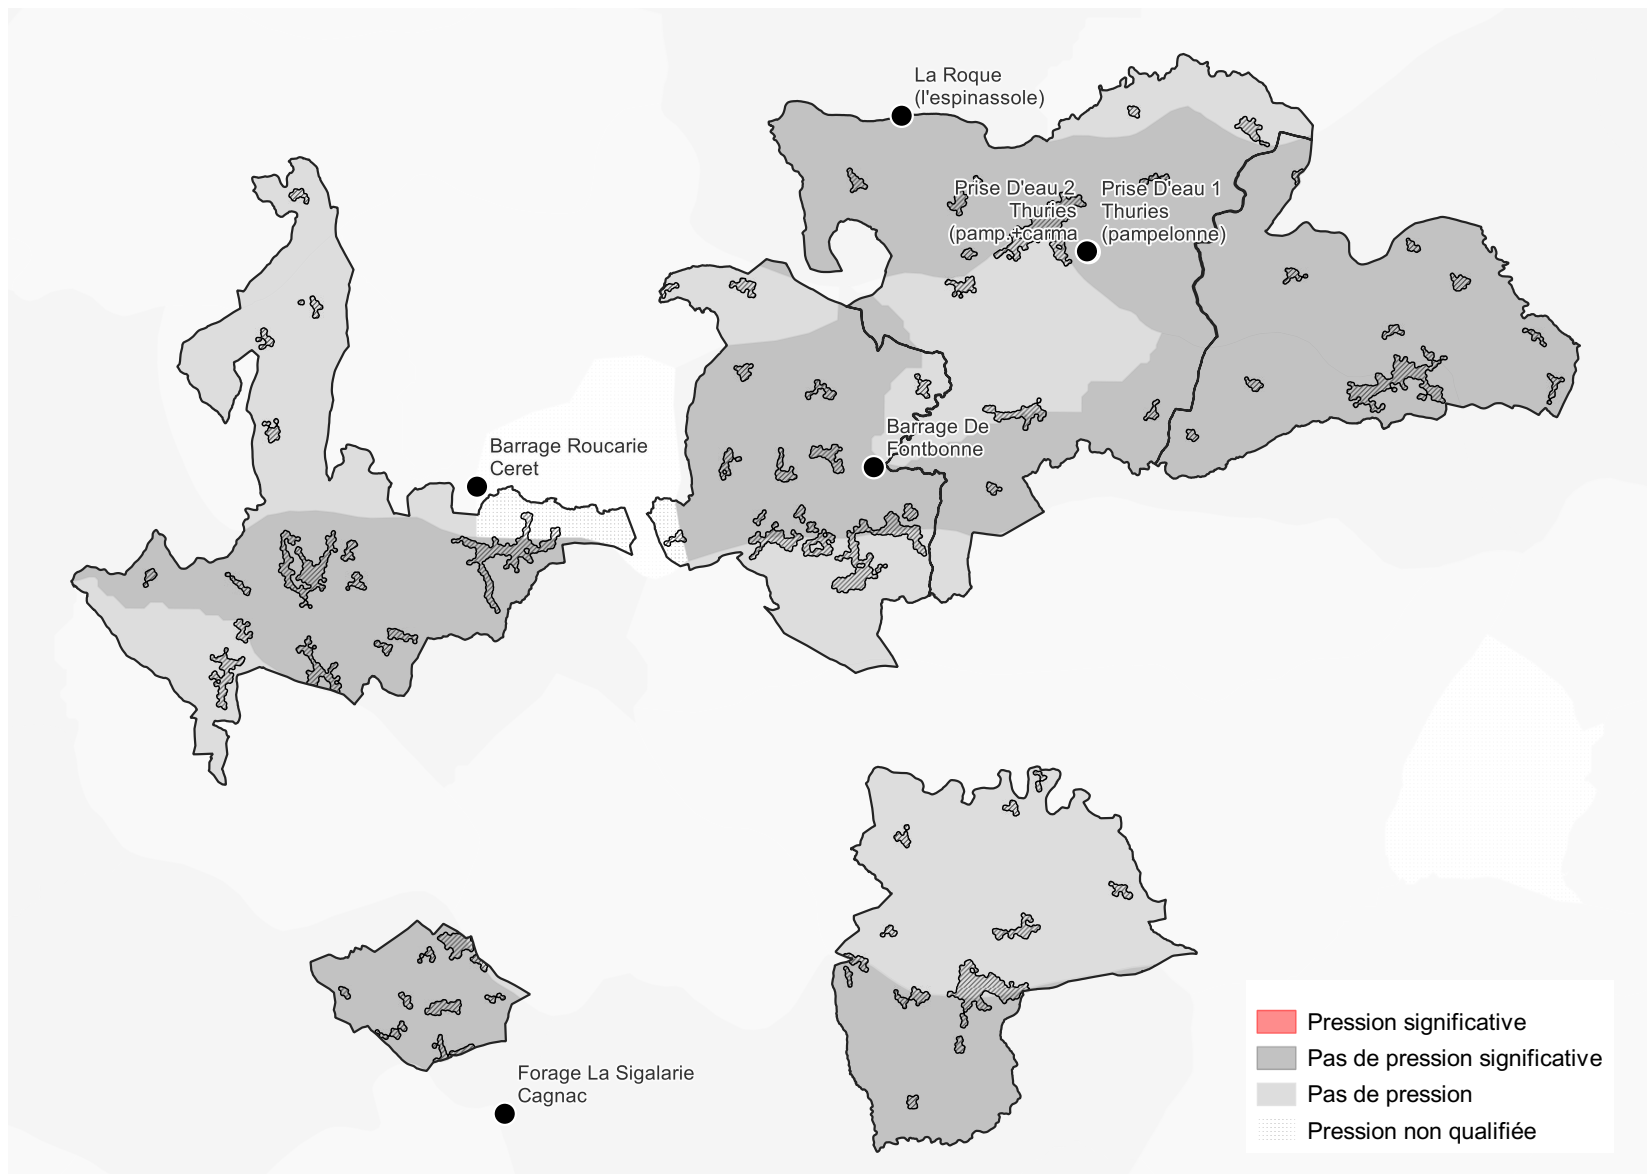 La Roque
(l'espinassole)
Prise D'eau 2
Thuries
(pamp.+carma
Prise D'eau 1
Thuries
(pampelonne)
Barrage De
Fontbonne
Barrage Roucarie
Ceret
Forage La Sigalarie
Cagnac
Pression significative
Pas de pression significative
Pas de pression
Pression non qualifiée